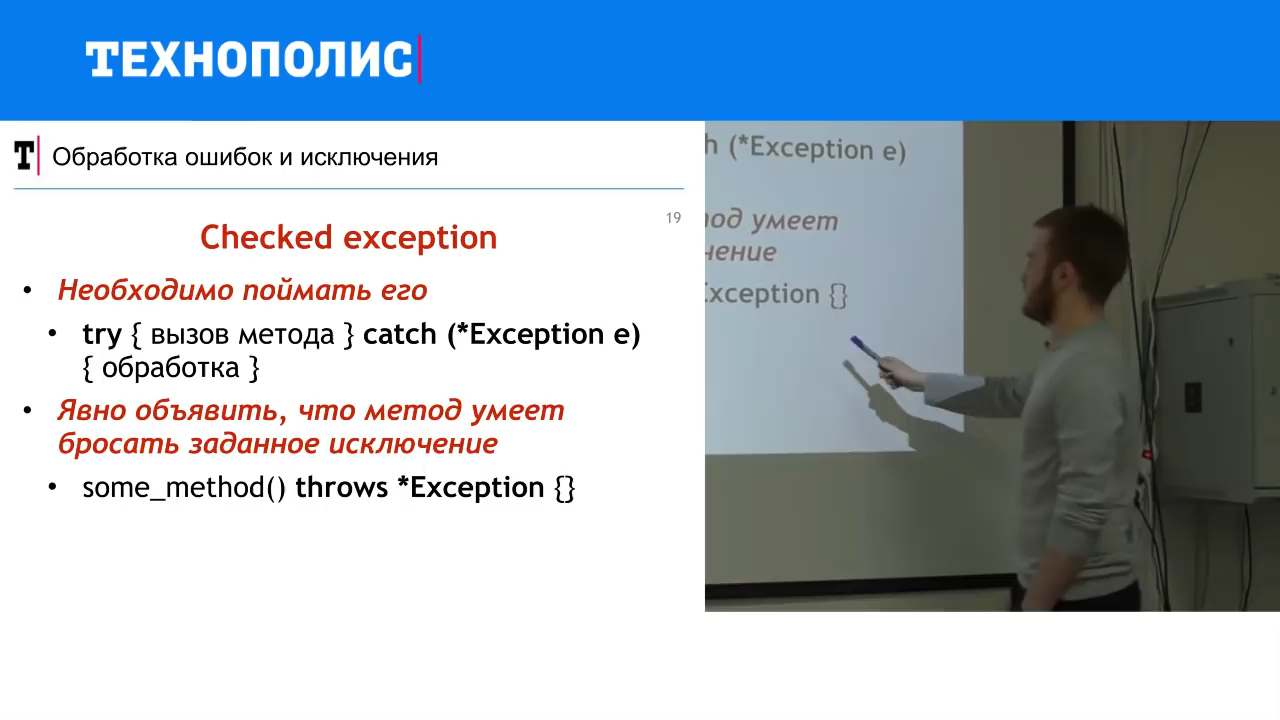 ТЕХНОПОЛИС
Т Обработка ошибок и исключения
19
Checked exception
• Необходимо поймать его
• try { вызов метода } catch (*Exception e)
{ обработка }
• Явно объявить, что метод умеет
бросать заданное исключение
• some_method() throws *Exception {}
h (*Exception e)
од умеет
чение
Exception {}